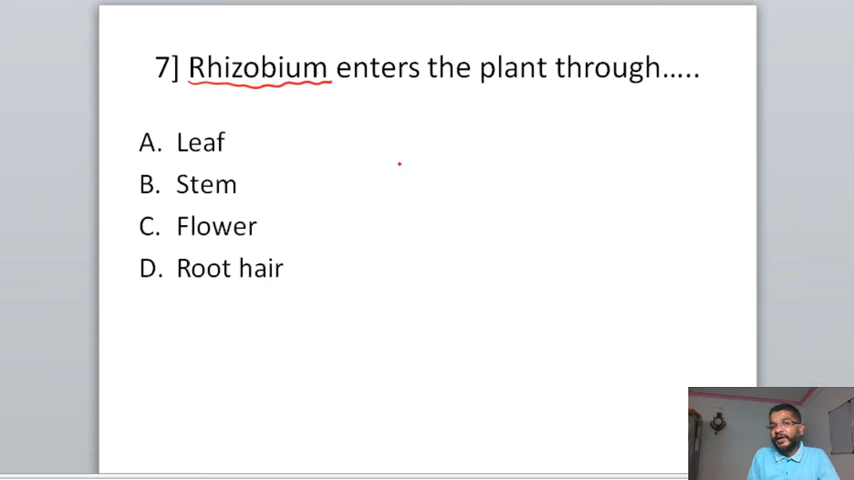 7] Rhizobium enters the plant through…..
A. Leaf
B. Stem
C. Flower
D. Root hair